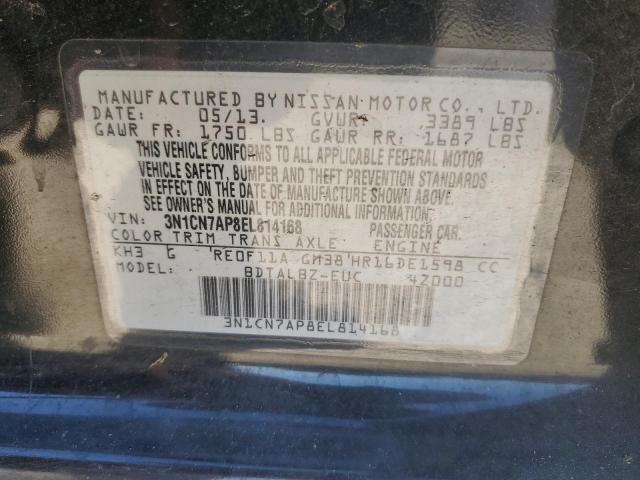 MANUFACTURED BY NISSAN MOTOR CO., LTD.
DATE: 05/13. GVWR 3389 LBS
GAWR FR: 1750 LBS GAWR RR: 1687 LBS
THIS VEHICLE CONFORMS TO ALL APPLICABLE FEDERAL MOTOR
VEHICLE SAFETY, BUMPER AND THEFT PREVENTION STANDARDS
IN EFFECT ON THE DATE OF MANUFACTURE SHOWN ABOVE.
SEE OWNER'S MANUAL FOR ADDITIONAL INFORMATION.
VIN: 3N1CN7AP8EL814168 PASSENGER CAR.
COLOR TRIM TRANS AXLE ENGINE
KH3 G 'RE0F11A GM38'HR16DE1598 CC
MODEL: BDTALBZ-EUC 42000
3N1CN7AP8EL814168